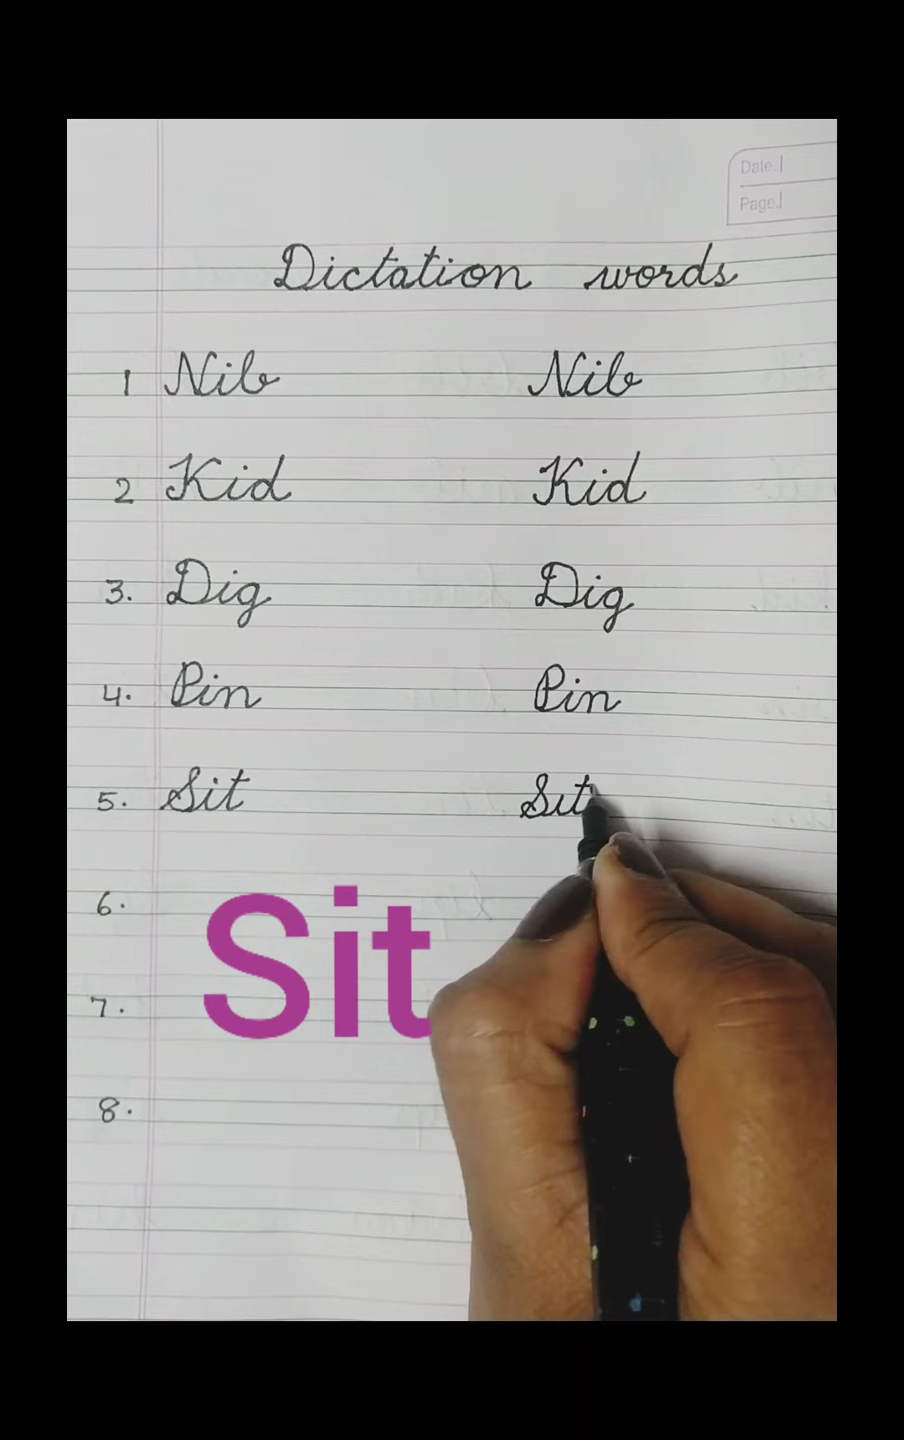 Date.
Page.
Dictation words
1 Nib Nib
2 Kid Kid
3. Dig Dig
4. Pin Pin
5. Sit Sit
6.
Sit
7.
8.